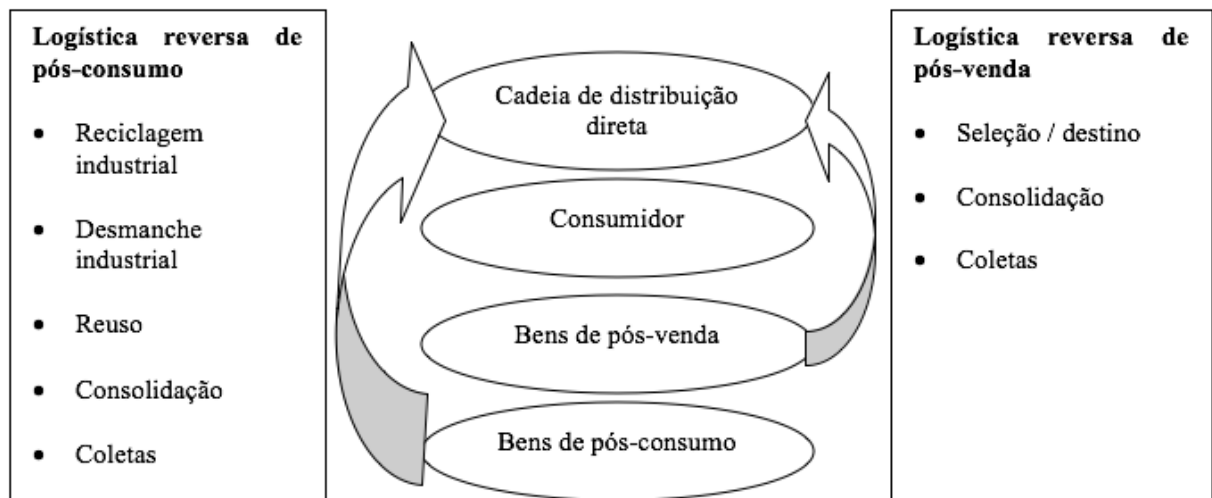 Logística reversa de
pós-consumo
• Reciclagem
industrial
• Desmanche
industrial
• Reuso
• Consolidação
• Coletas
Cadeia de distribuição
direta
Consumidor
Bens de pós-venda
Bens de pós-consumo
Logística reversa de
pós-venda
• Seleção / destino
• Consolidação
• Coletas